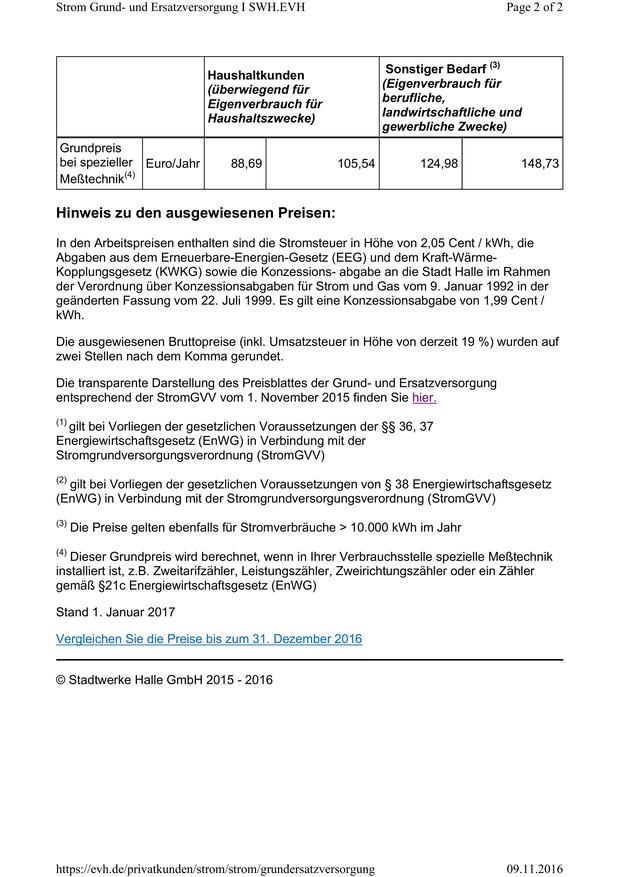 Strom Grund- und Ersatzversorgung I SWH.EVH Page 2 of 2
Haushaltkunden
(überwiegend für
Eigenverbrauch für
Haushaltszwecke)
Sonstiger Bedarf (3)
(Eigenverbrauch für
berufliche,
landwirtschaftliche und
gewerbliche Zwecke)
Grundpreis
bei spezieller
Meßtechnik(4)
Euro/Jahr 88,69 105,54 124,98 148,73
Hinweis zu den ausgewiesenen Preisen:
In den Arbeitspreisen enthalten sind die Stromsteuer in Höhe von 2,05 Cent / kWh, die
Abgaben aus dem Erneuerbare-Energien-Gesetz (EEG) und dem Kraft-Wärme-
Kopplungsgesetz (KWKG) sowie die Konzessions- abgabe an die Stadt Halle im Rahmen
der Verordnung über Konzessionsabgaben für Strom und Gas vom 9. Januar 1992 in der
geänderten Fassung vom 22. Juli 1999. Es gilt eine Konzessionsabgabe von 1,99 Cent /
kWh.
Die ausgewiesenen Bruttopreise (inkl. Umsatzsteuer in Höhe von derzeit 19 %) wurden auf
zwei Stellen nach dem Komma gerundet.
Die transparente Darstellung des Preisblattes der Grund- und Ersatzversorgung
entsprechend der StromGVV vom 1. November 2015 finden Sie hier.
(1) gilt bei Vorliegen der gesetzlichen Voraussetzungen der §§ 36, 37
Energiewirtschaftsgesetz (EnWG) in Verbindung mit der
Stromgrundversorgungsverordnung (StromGVV)
(2) gilt bei Vorliegen der gesetzlichen Voraussetzungen von § 38 Energiewirtschaftsgesetz
(EnWG) in Verbindung mit der Stromgrundversorgungsverordnung (StromGVV)
(3) Die Preise gelten ebenfalls für Stromverbräuche > 10.000 kWh im Jahr
(4) Dieser Grundpreis wird berechnet, wenn in Ihrer Verbrauchsstelle spezielle Meßtechnik
installiert ist, z.B. Zweitarifzähler, Leistungszähler, Zweirichtungszähler oder ein Zähler
gemäß §21c Energiewirtschaftsgesetz (EnWG)
Stand 1. Januar 2017
Vergleichen Sie die Preise bis zum 31. Dezember 2016
© Stadtwerke Halle GmbH 2015 - 2016
https://evh.de/privatkunden/strom/strom/grundersatzversorgung 09.11.2016